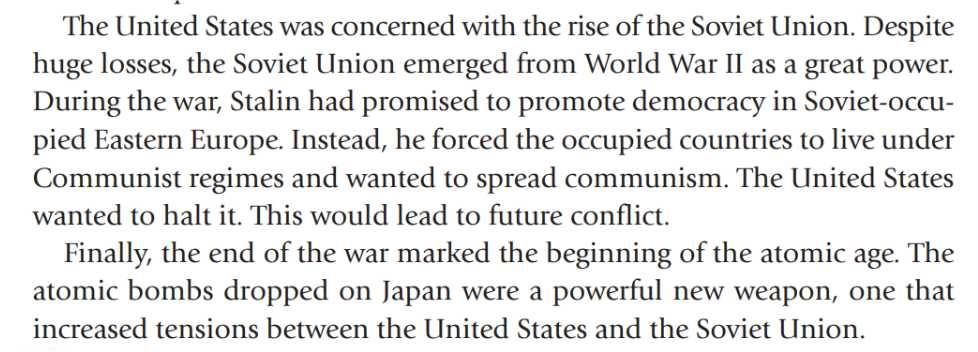 The United States was concerned with the rise of the Soviet Union. Despite
huge losses, the Soviet Union emerged from World War II as a great power.
During the war, Stalin had promised to promote democracy in Soviet-occu-
pied Eastern Europe. Instead, he forced the occupied countries to live under
Communist regimes and wanted to spread communism. The United States
wanted to halt it. This would lead to future conflict.
Finally, the end of the war marked the beginning of the atomic age. The
atomic bombs dropped on Japan were a powerful new weapon, one that
increased tensions between the United States and the Soviet Union.